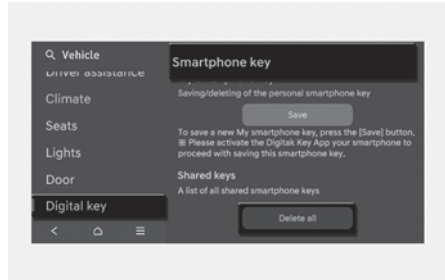 Vehicle
Smartphone key
Driver assistance
Saving/deleting of the personal smartphone key
Climate
Save
Seats
To save a new My smartphone key, press the [Save] button.
※ Please activate the Digitak Key App your smartphone to
proceed with saving this smartphone key.
Lights
Shared keys
Door
A list of all shared smartphone keys
Digital key
Delete all